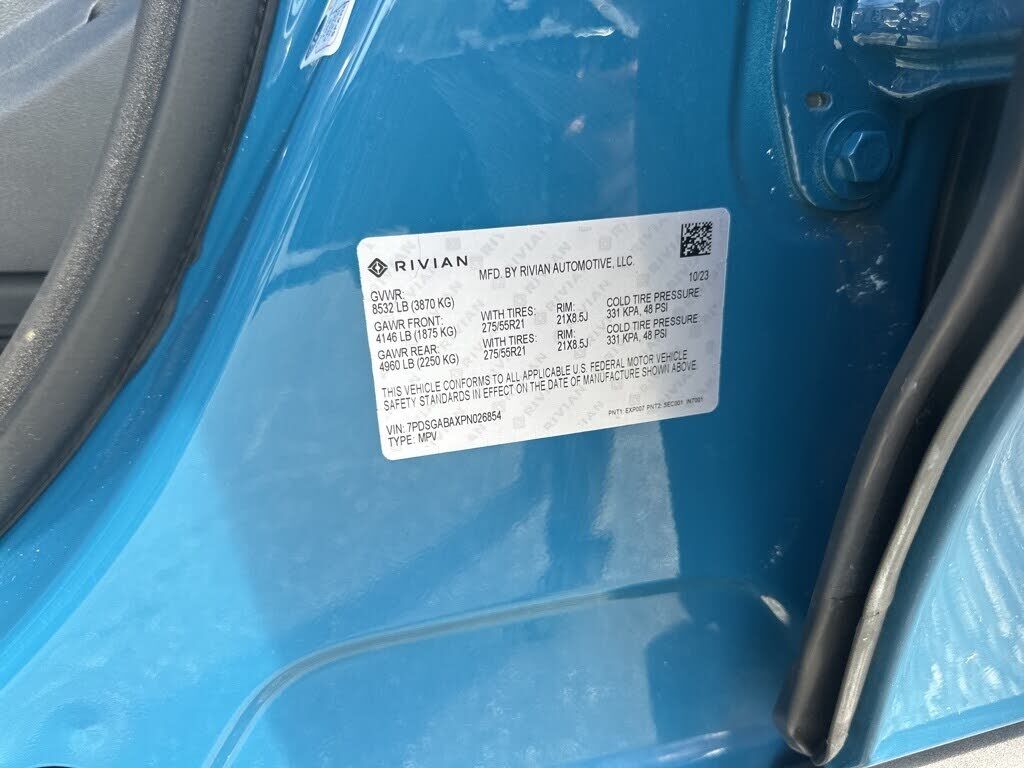 RIVIAN MFD. BY RIVIAN AUTOMOTIVE, LLC. 10/23
GVWR:
8532 LB (3870 KG) WITH TIRES: RIM: COLD TIRE PRESSURE:
GAWR FRONT: 275/55R21 21X8.5J 331 KPA, 48 PSI
4146 LB (1875 KG) WITH TIRES: RIM: COLD TIRE PRESSURE
GAWR REAR: 275/55R21 21X8.5J 331 KPA, 48 PSI
4960 LB (2250 KG)
THIS VEHICLE CONFORMS TO ALL APPLICABLE U.S. FEDERAL MOTOR VEHICLE
SAFETY STANDARDS IN EFFECT ON THE DATE OF MANUFACTURE SHOWN ABOVE.
PNT1: EXP007 PNT2: SEC001 IN7001
VIN: 7PDSGABAXPN026854
TYPE: MPV